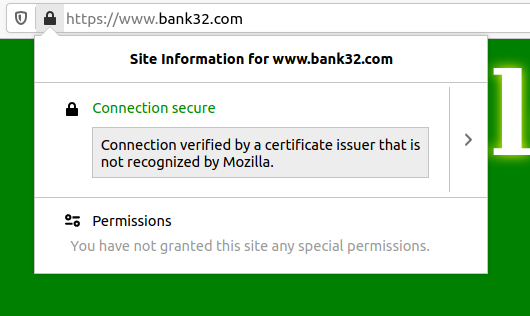 https://www.bank32.com
Site Information for www.bank32.com
Connection secure
Connection verified by a certificate issuer that is
not recognized by Mozilla.
Permissions
You have not granted this site any special permissions.